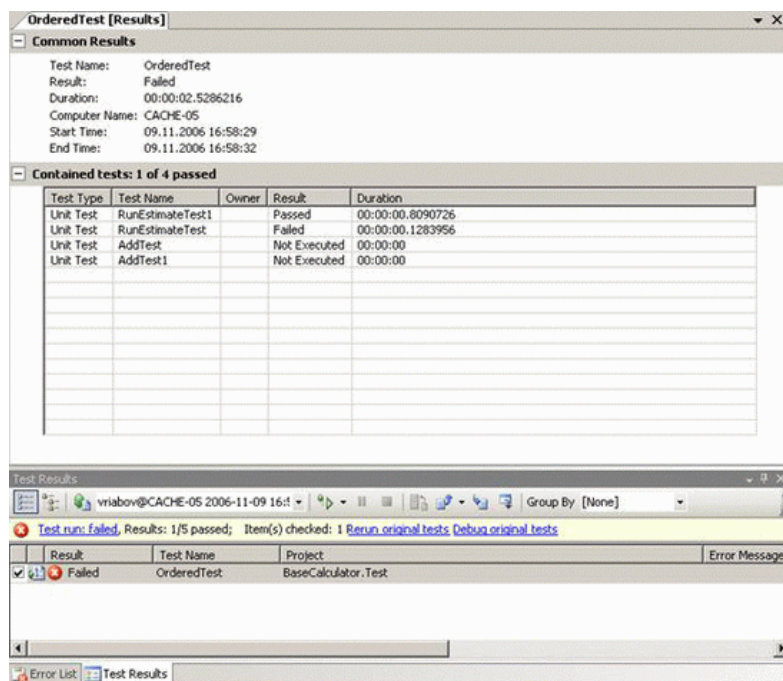 OrderedTest [Results]
Common Results
Test Name: OrderedTest
Result: Failed
Duration: 00:00:02.5286216
Computer Name: CACHE-05
Start Time: 09.11.2006 16:58:29
End Time: 09.11.2006 16:58:32
Contained tests: 1 of 4 passed
Test Type Test Name Owner Result Duration
Unit Test RunEstimateTest1 Passed 00:00:00.8090726
Unit Test RunEstimateTest Failed 00:00:00.1283956
Unit Test AddTest Not Executed 00:00:00
Unit Test AddTest1 Not Executed 00:00:00
Test Results
vriabov@CACHE-05 2006-11-09 16:5 Group By [None]
Test run: failed, Results: 1/5 passed; Item(s) checked: 1 Rerun original tests Debug original tests
Result Test Name Project Error Message
Failed OrderedTest BaseCalculator.Test
Error List Test Results